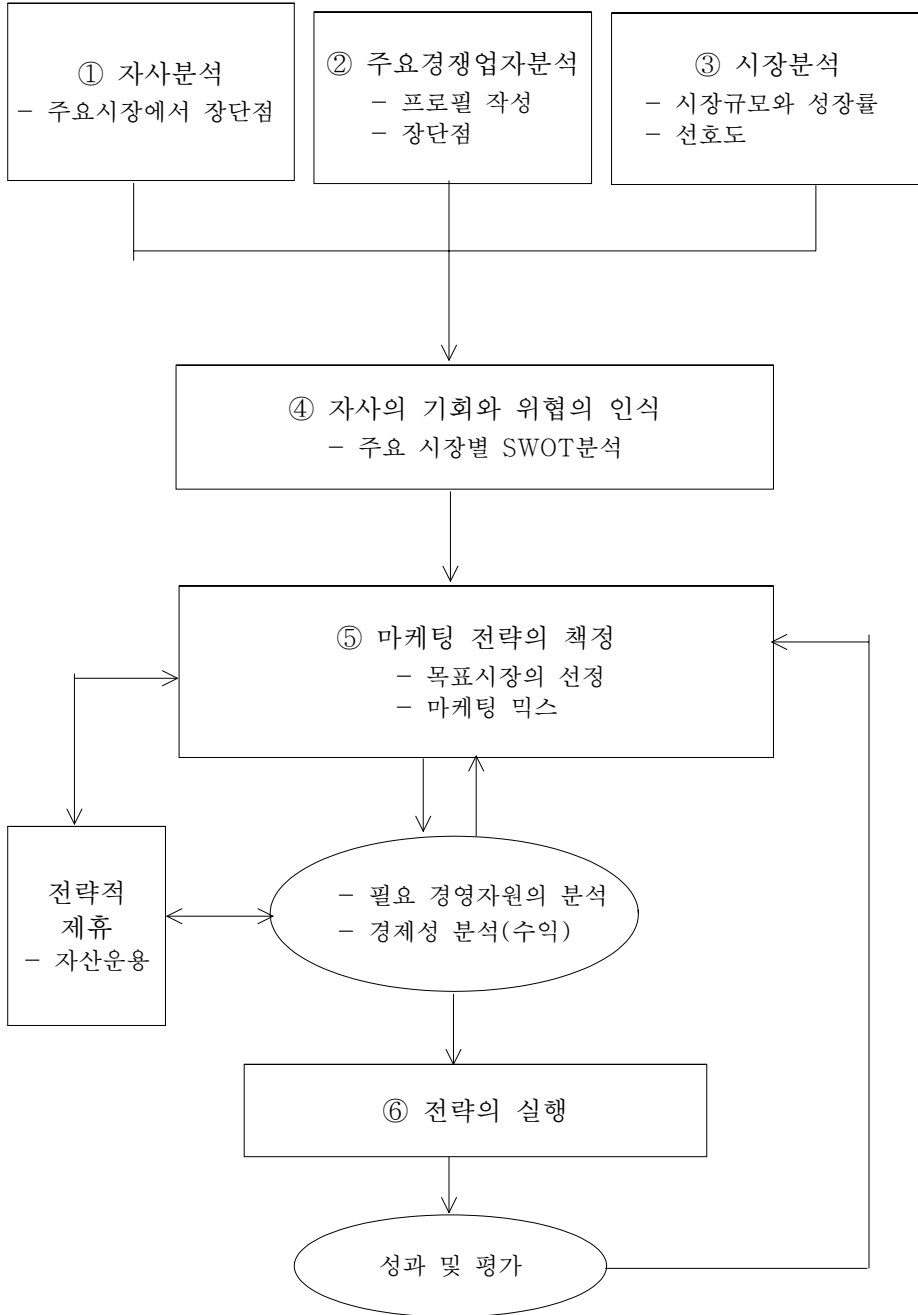 ① 자사분석
- 주요시장에서 장단점
② 주요경쟁업자분석
- 프로필 작성
- 장단점
③ 시장분석
- 시장규모와 성장률
- 선호도
④ 자사의 기회와 위협의 인식
- 주요 시장별 SWOT분석
⑤ 마케팅 전략의 책정
- 목표시장의 선정
- 마케팅 믹스
전략적
제휴
- 자산운용
- 필요 경영자원의 분석
- 경제성 분석(수익)
⑥ 전략의 실행
성과 및 평가